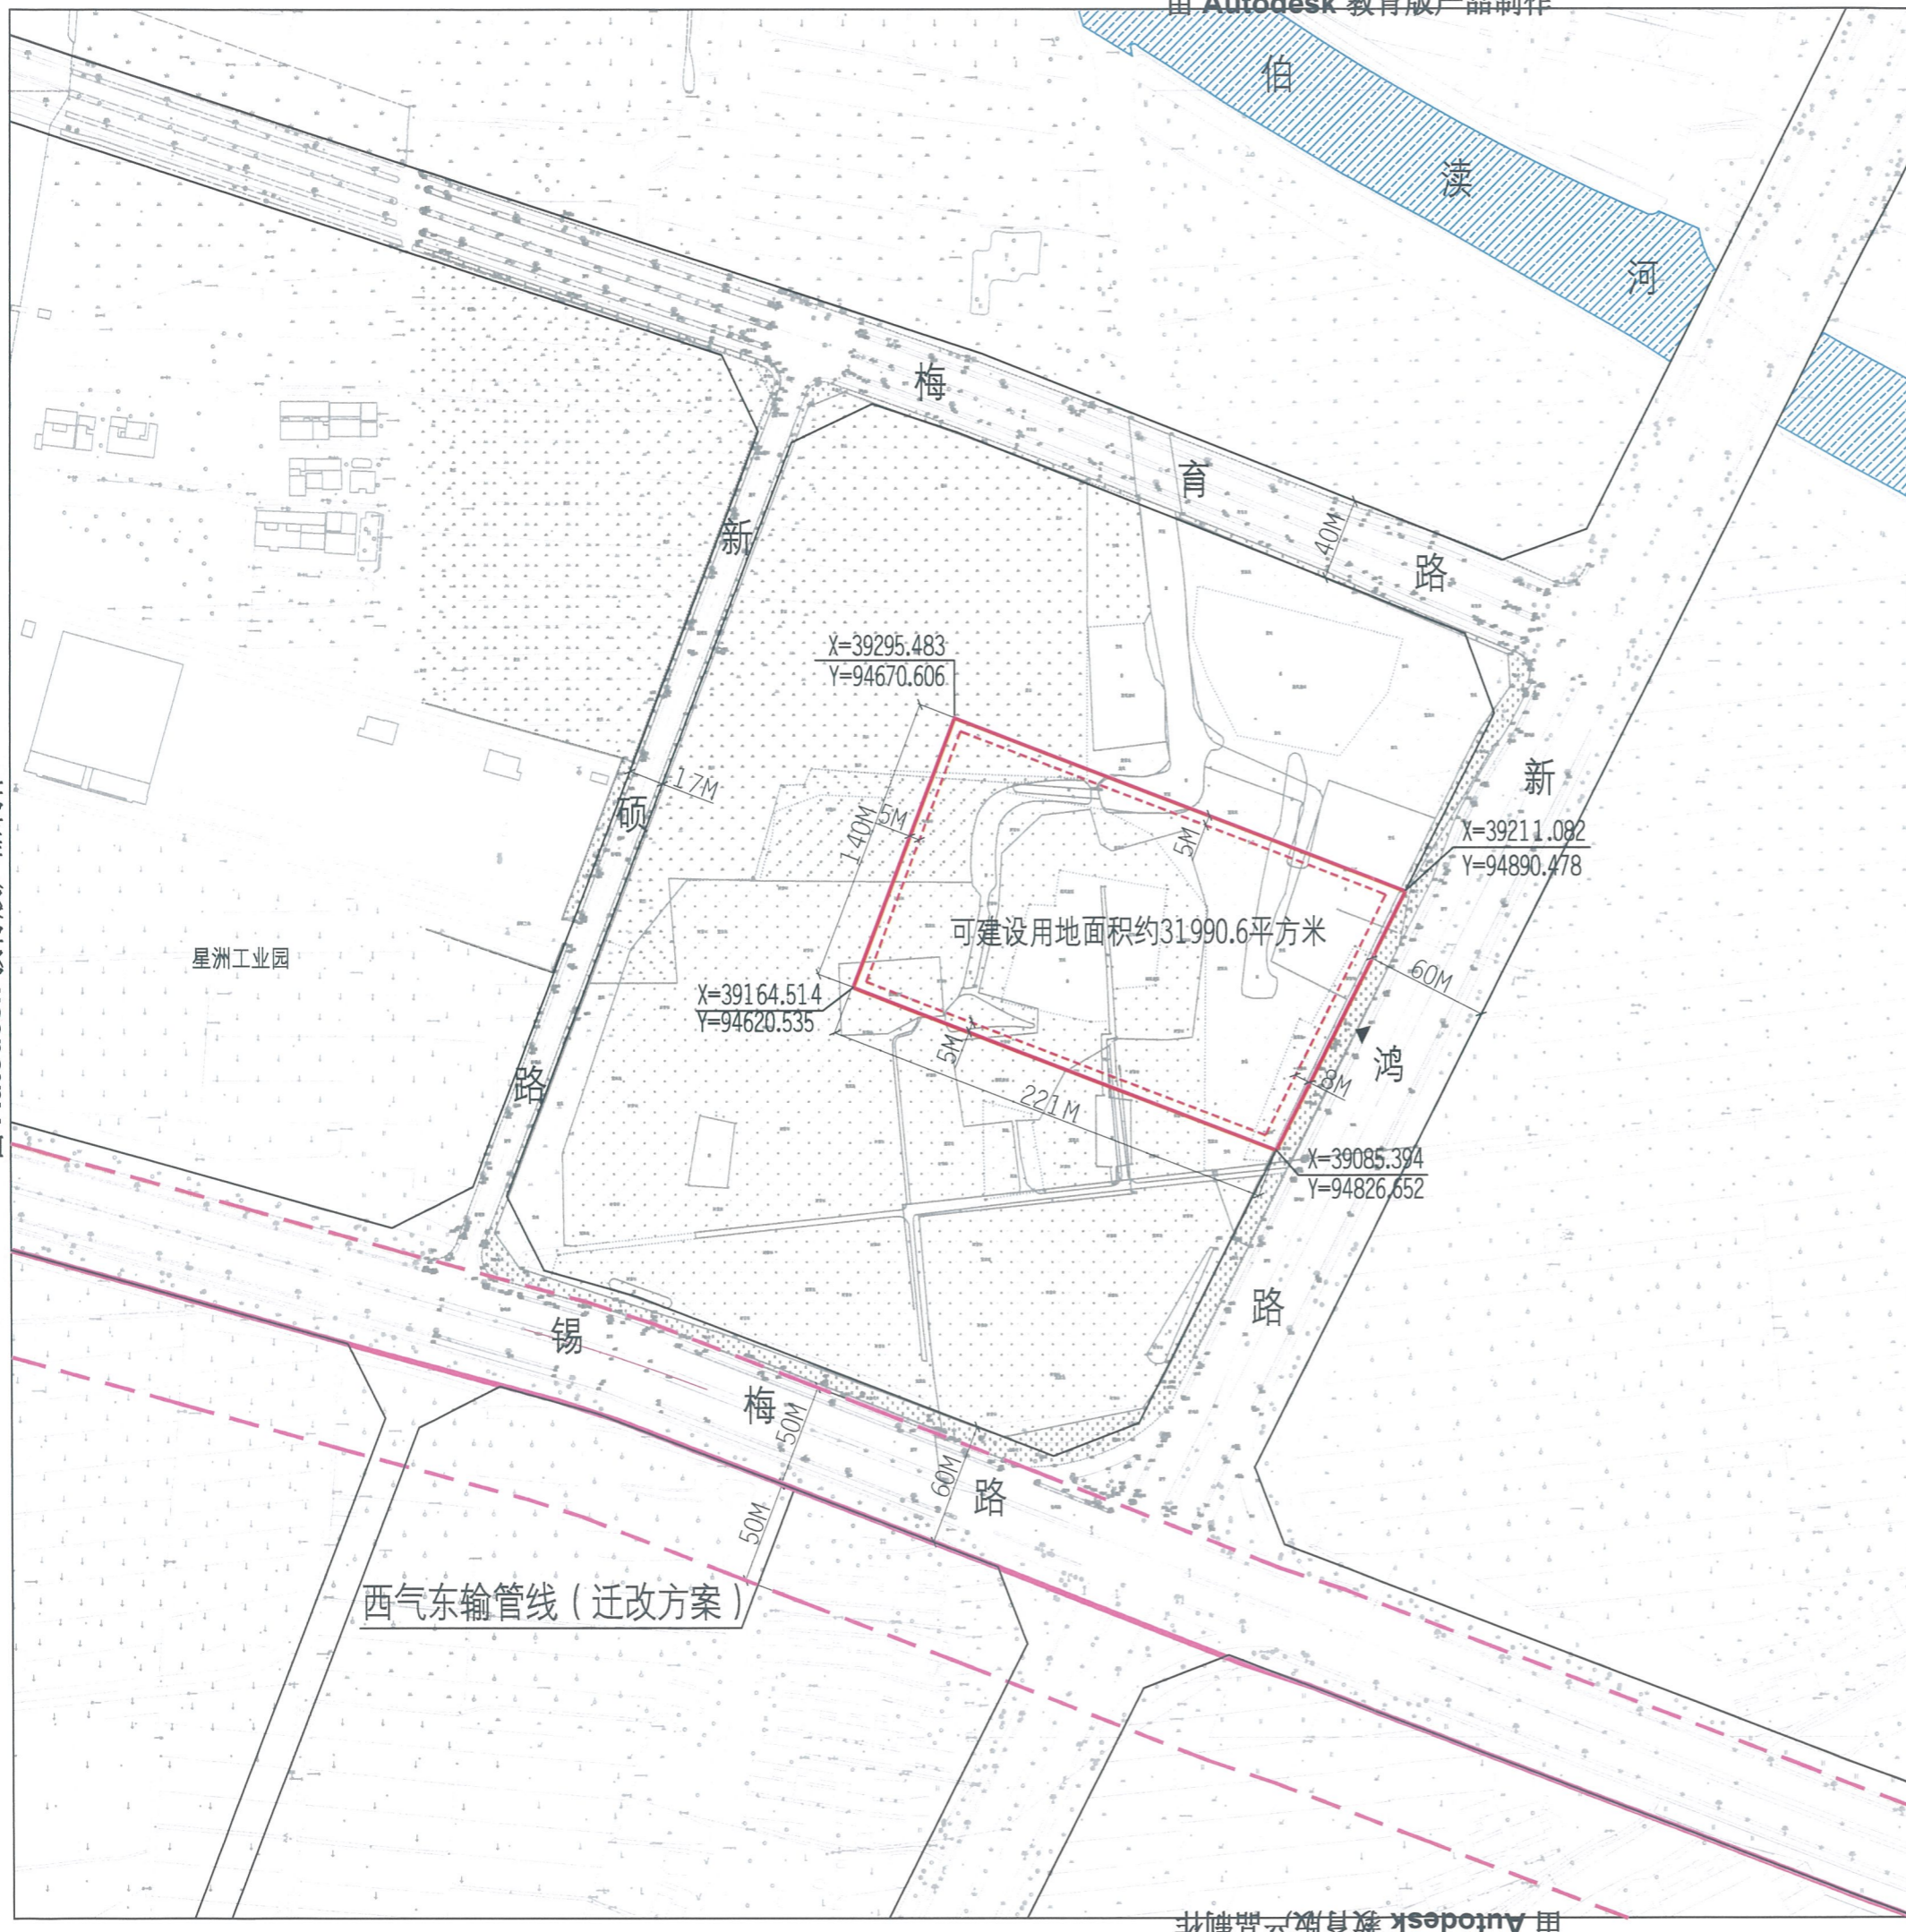 由 Autodesk 教育版产品制作
伯
渎
河
梅
育
路
40M
新
硕
路
17M
X=39295.483
Y=94670.606
140M
5M
5M
新
鸿
路
X=39211.082
Y=94890.478
可建设用地面积约31990.6平方米
60M
星洲工业园
X=39164.514
Y=94620.535
5M
8M
221M
X=39085.394
Y=94826.652
锡
梅
路
50M
60M
50M
西气东输管线（迁改方案）
由 Autodesk 教育版产品制作